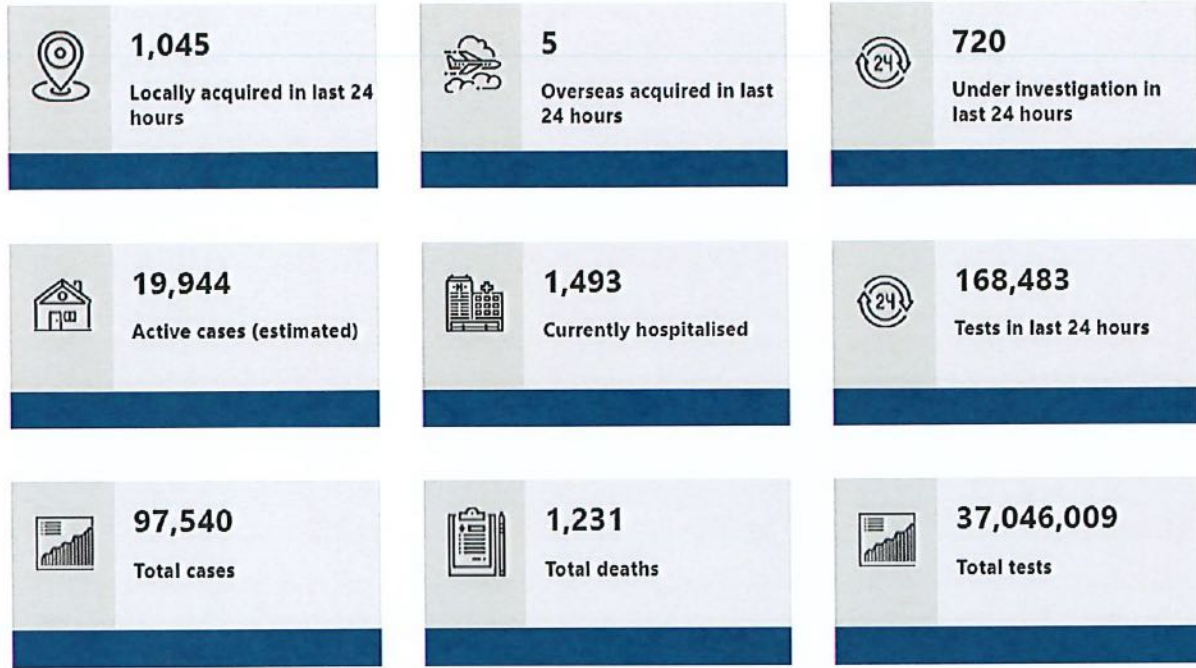 1,045
Locally acquired in last 24
hours
5
Overseas acquired in last
24 hours
720
Under investigation in
last 24 hours
19,944
Active cases (estimated)
1,493
Currently hospitalised
168,483
Tests in last 24 hours
97,540
Total cases
1,231
Total deaths
37,046,009
Total tests